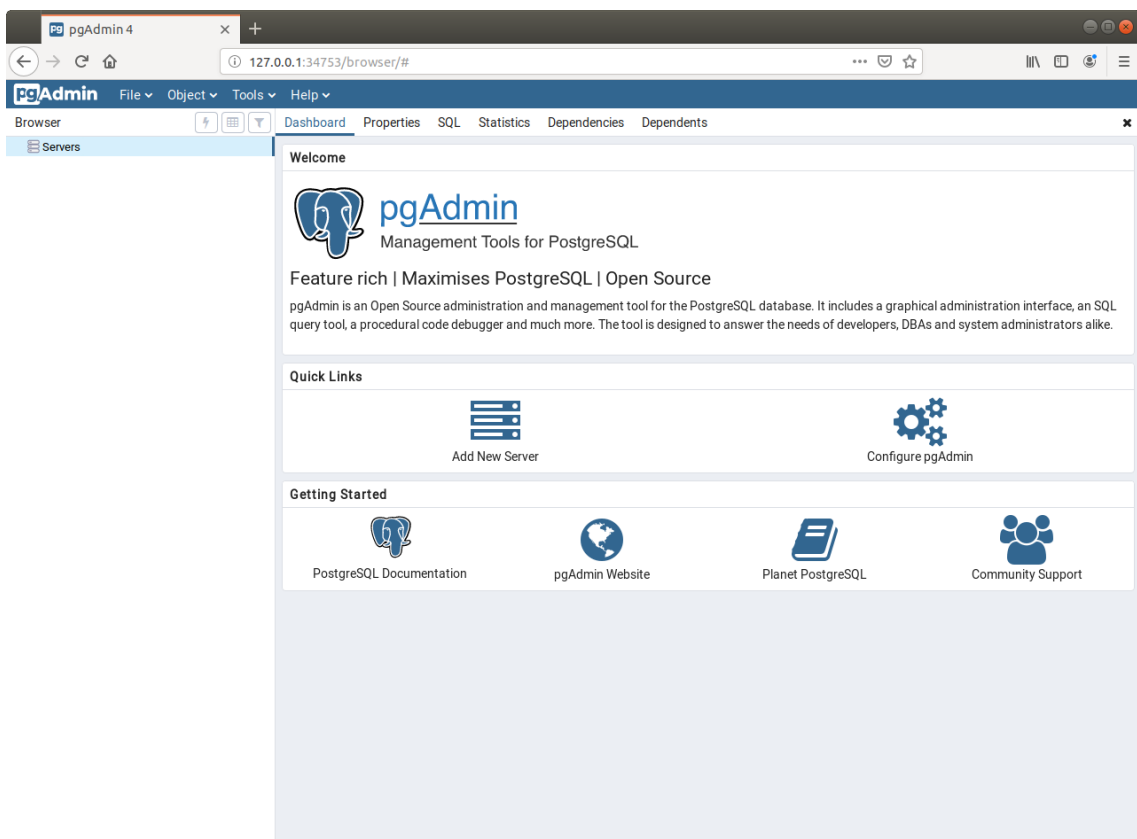 pgAdmin 4
127.0.0.1:34753/browser/#
pgAdmin File Object Tools Help
Browser
Dashboard Properties SQL Statistics Dependencies Dependents
Servers
Welcome
pgAdmin
Management Tools for PostgreSQL
Feature rich | Maximises PostgreSQL | Open Source
pgAdmin is an Open Source administration and management tool for the PostgreSQL database. It includes a graphical administration interface, an SQL
query tool, a procedural code debugger and much more. The tool is designed to answer the needs of developers, DBAs and system administrators alike.
Quick Links
Add New Server
Configure pgAdmin
Getting Started
PostgreSQL Documentation
pgAdmin Website
Planet PostgreSQL
Community Support